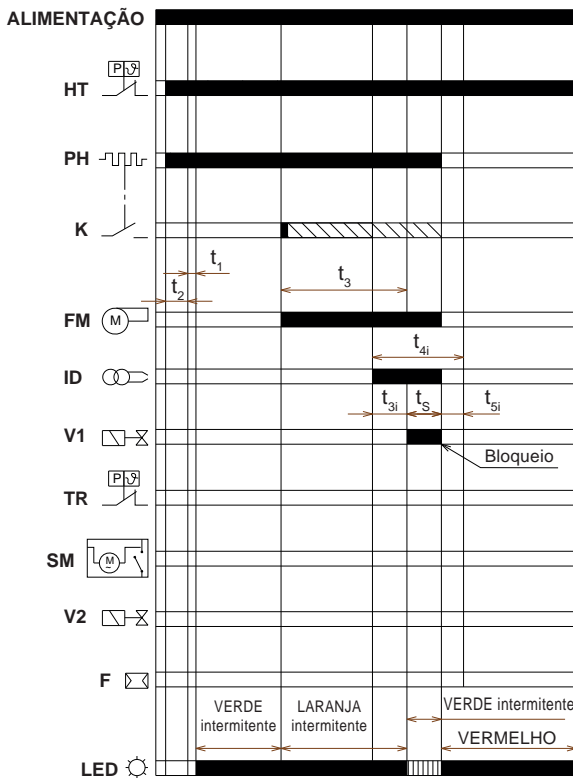 ALIMENTAÇÃO
P ϑ
HT
PH
K
t1
t2
t3
FM M
t4i
ID
t3i tS t5i
V1
Bloqueio
P ϑ
TR
SM M
V2
F
VERDE intermitente
LARANJA intermitente
VERDE intermitente
VERMELHO
LED